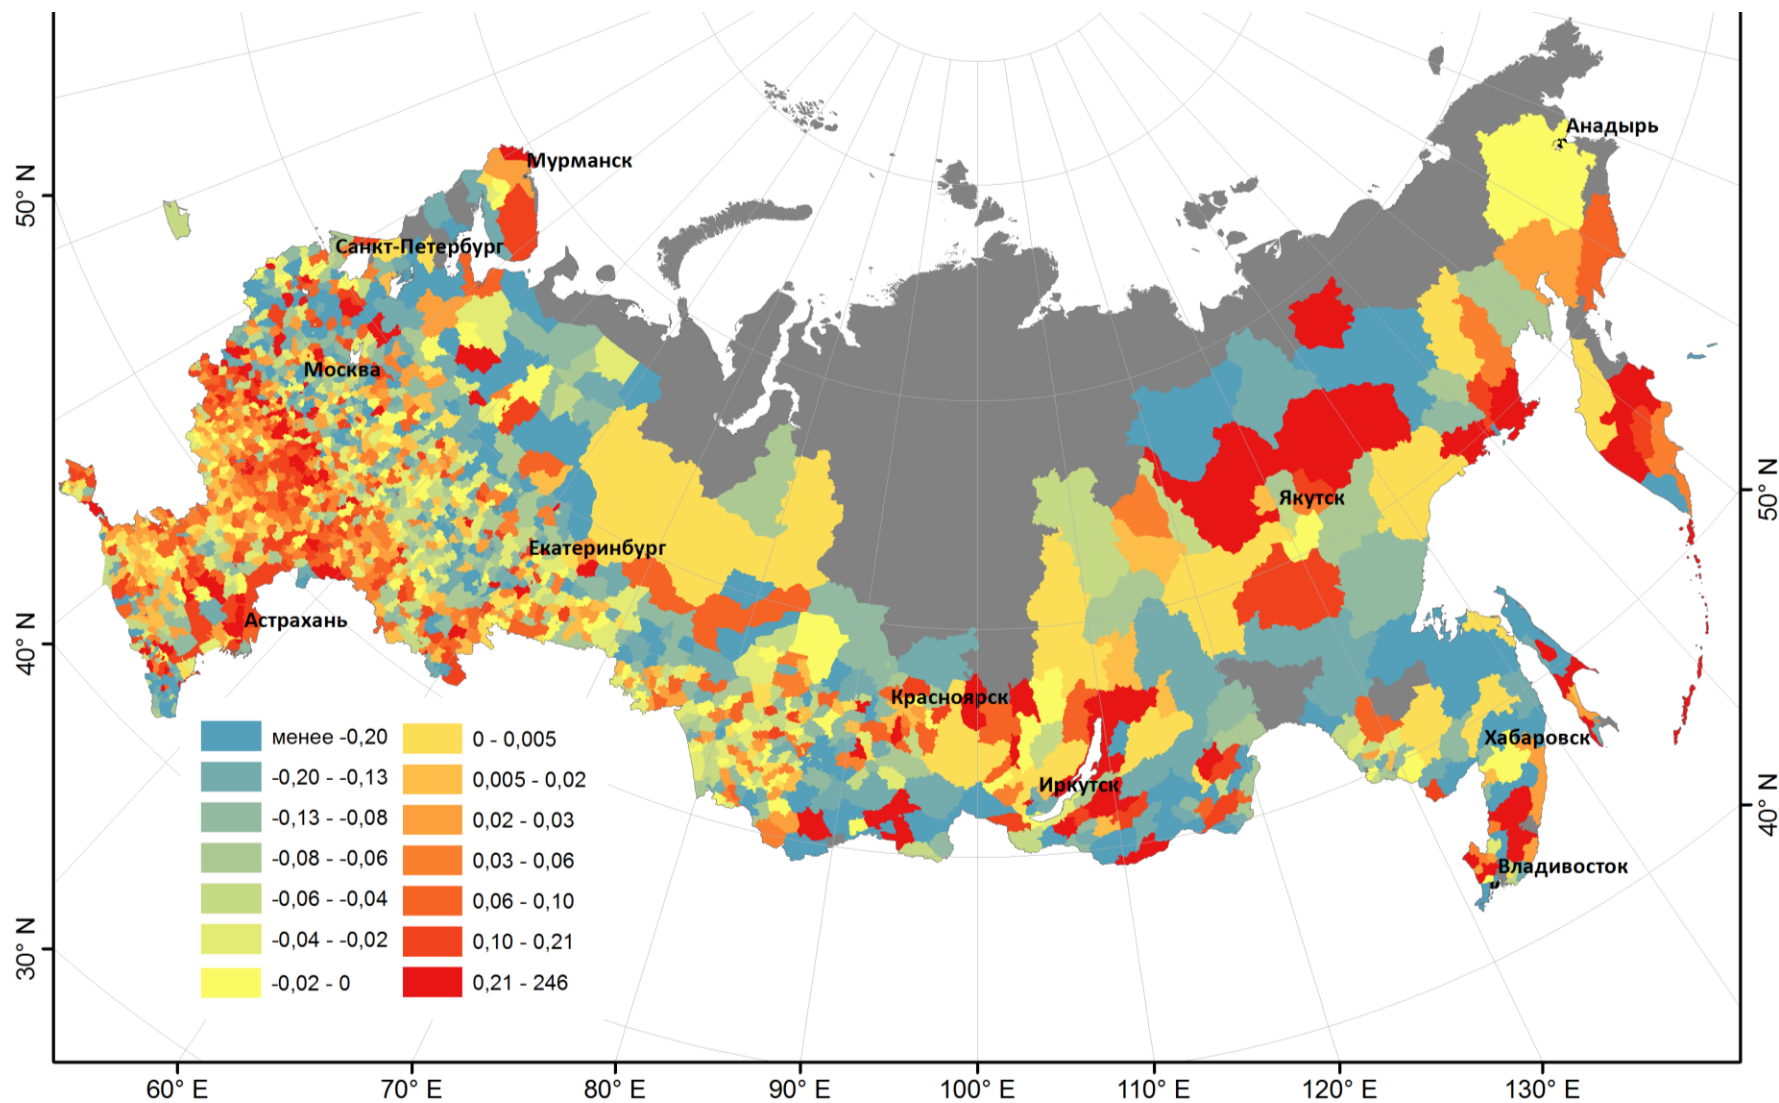 Анадырь
Мурманск
Санкт-Петербург
Москва
Якутск
Екатеринбург
Астрахань
Красноярск
Хабаровск
Иркутск
Владивосток
менее -0,20
-0,20 - -0,13
-0,13 - -0,08
-0,08 - -0,06
-0,06 - -0,04
-0,04 - -0,02
-0,02 - 0
0 - 0,005
0,005 - 0,02
0,02 - 0,03
0,03 - 0,06
0,06 - 0,10
0,10 - 0,21
0,21 - 246
50° N
40° N
30° N
50° N
40° N
60° E
70° E
80° E
90° E
100° E
110° E
120° E
130° E